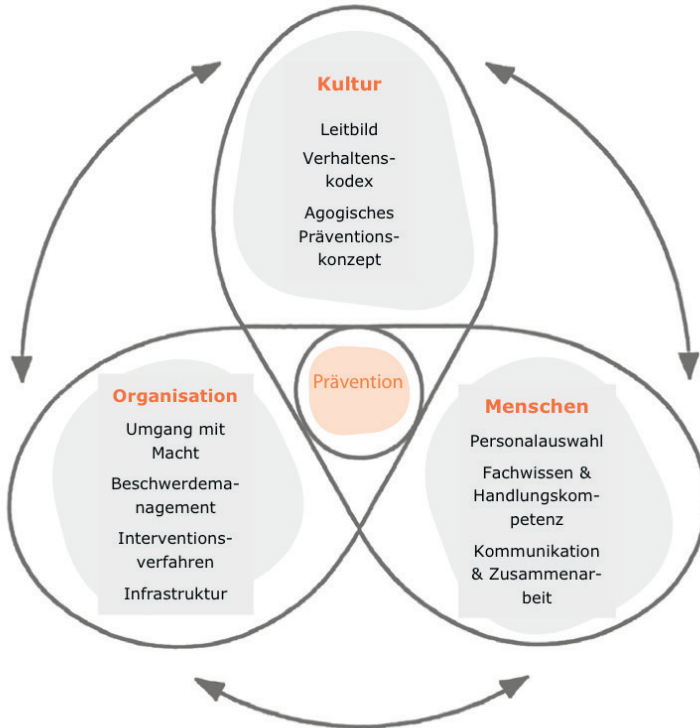 Kultur
Leitbild
Verhaltens-
kodex
Agogisches
Präventions-
konzept
Prävention
Organisation
Umgang mit
Macht
Beschwerdema-
nagement
Interventions-
verfahren
Infrastruktur
Menschen
Personalauswahl
Fachwissen &
Handlungskom-
petenz
Kommunikation
& Zusammenar-
beit